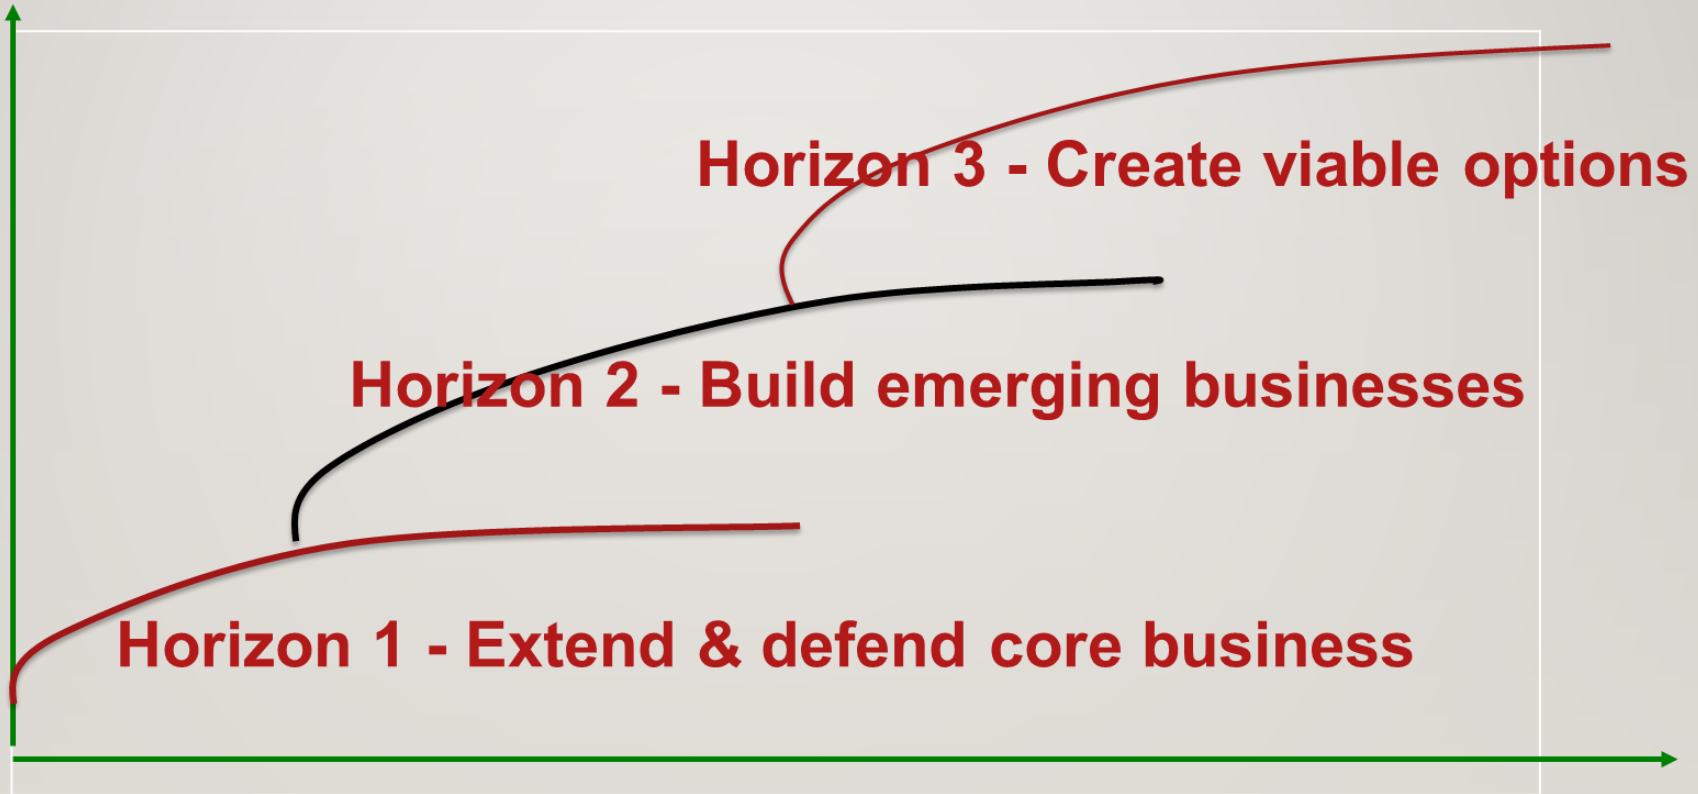 Horizon 3 - Create viable options
Horizon 2 - Build emerging businesses
Horizon 1 - Extend & defend core business